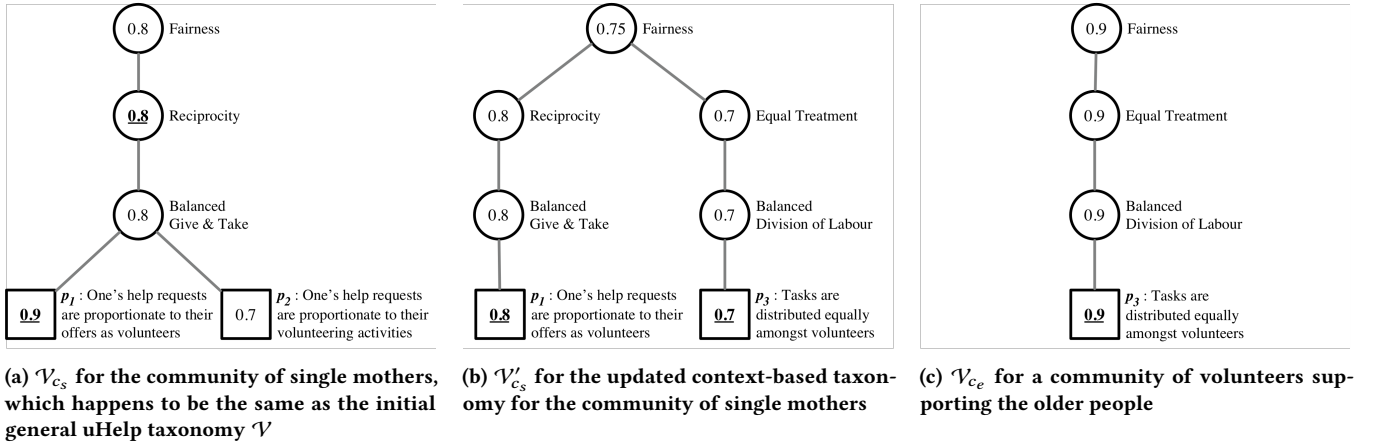 0.8 Fairness
0.8 Reciprocity
0.8 Balanced
Give & Take
0.9
p1 : One's help requests
are proportionate to their
offers as volunteers
0.7
p2 : One's help requests
are proportionate to their
volunteering activities
(a) 𝒱cs for the community of single mothers,
which happens to be the same as the initial
general uHelp taxonomy 𝒱
0.75 Fairness
0.8 Reciprocity
0.7 Equal Treatment
0.8 Balanced
Give & Take
0.7 Balanced
Division of Labour
0.8
p1 : One's help requests
are proportionate to their
offers as volunteers
0.7
p3 : Tasks are
distributed equally
amongst volunteers
(b) 𝒱′cs for the updated context-based taxon-
omy for the community of single mothers
0.9 Fairness
0.9 Equal Treatment
0.9 Balanced
Division of Labour
0.9
p3 : Tasks are
distributed equally
amongst volunteers
(c) 𝒱ce for a community of volunteers sup-
porting the older people